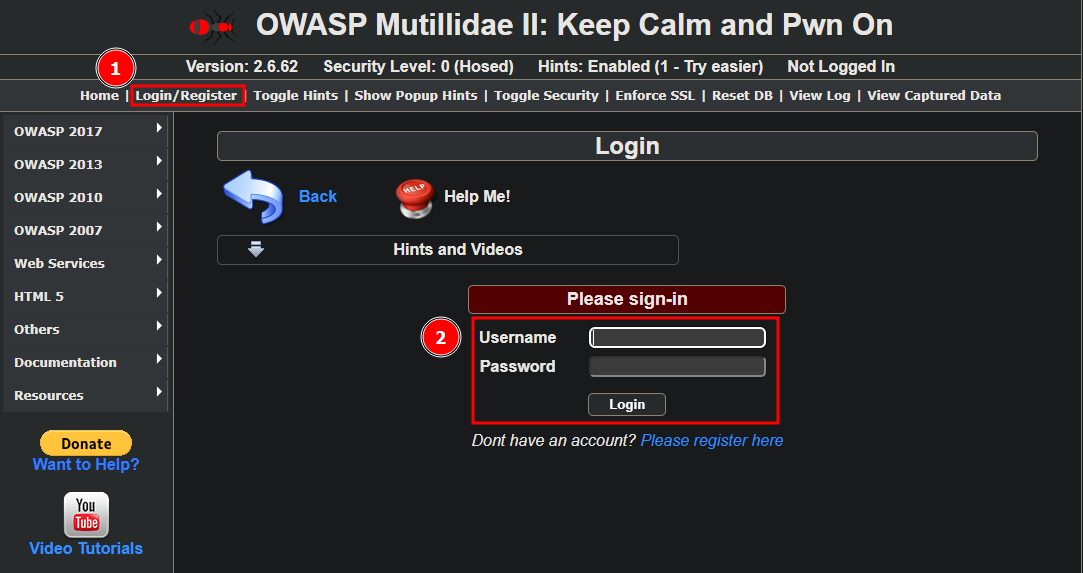 OWASP Mutillidae II: Keep Calm and Pwn On
Version: 2.6.62 Security Level: 0 (Hosed) Hints: Enabled (1 - Try easier) Not Logged In
1
Home | Login/Register | Toggle Hints | Show Popup Hints | Toggle Security | Enforce SSL | Reset DB | View Log | View Captured Data
OWASP 2017
OWASP 2013
OWASP 2010
OWASP 2007
Web Services
HTML 5
Others
Documentation
Resources
Donate
Want to Help?
You
Tube
Video Tutorials
Login
Back
HELP
Help Me!
Hints and Videos
Please sign-in
2
Username
Password
Login
Dont have an account? Please register here